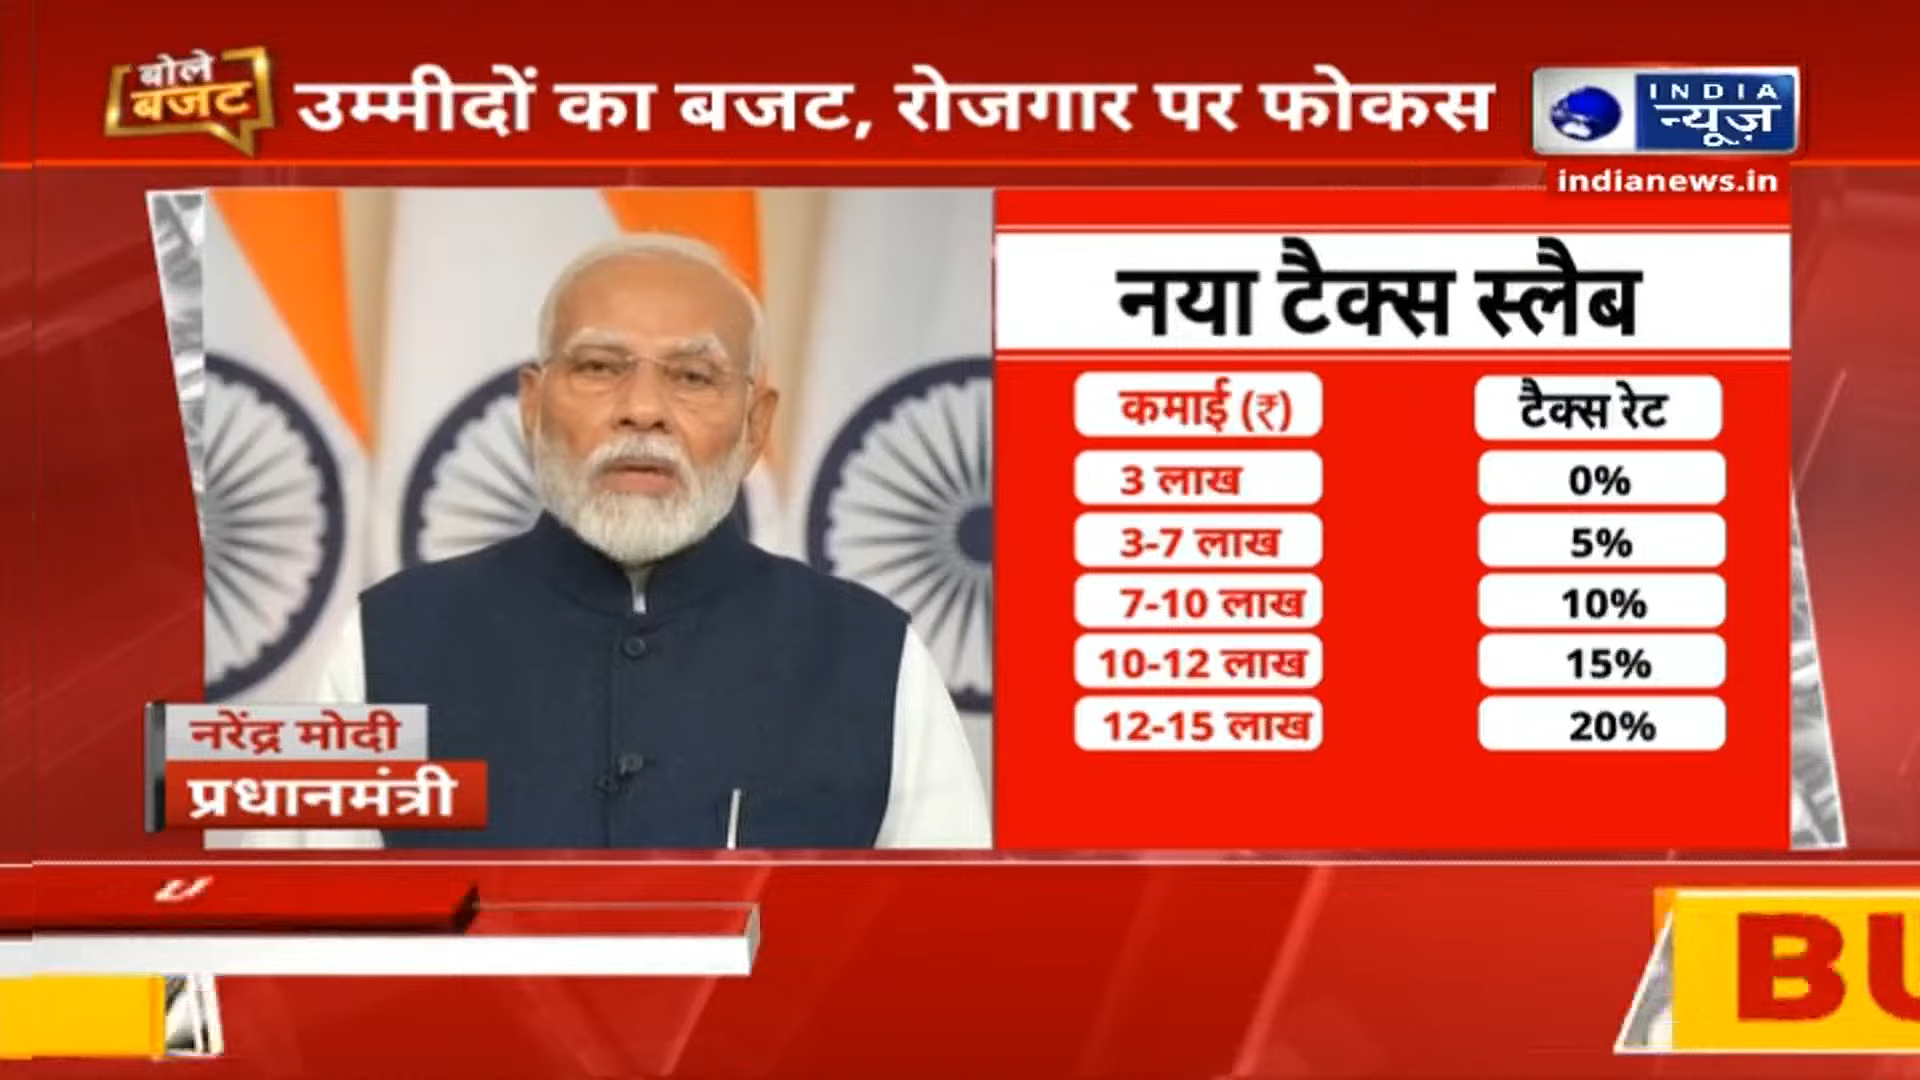 बोले
बजट
उम्मीदों का बजट, रोजगार पर फोकस
INDIA
न्यूज़
indianews.in
नया टैक्स स्लैब
कमाई (₹) टैक्स रेट
3 लाख 0%
3-7 लाख 5%
7-10 लाख 10%
10-12 लाख 15%
12-15 लाख 20%
नरेंद्र मोदी
प्रधानमंत्री
BU